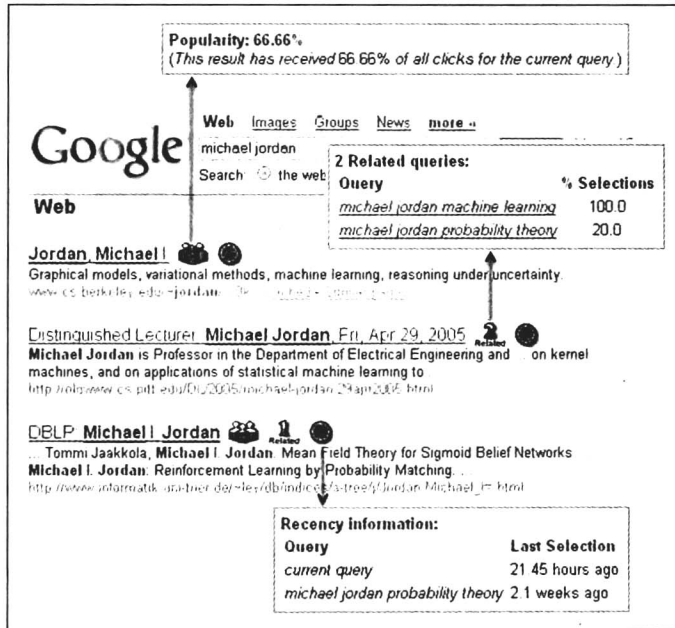 Popularity: 66.66%
(This result has received 66.66% of all clicks for the current query.)
Google
Web Images Groups News more »
michael jordan
Search: the web
2 Related queries:
Query % Selections
michael jordan machine learning 100.0
michael jordan probability theory 20.0
Web
Jordan, Michael I.
Graphical models, variational methods, machine learning, reasoning under uncertainty.
Distinguished Lecturer: Michael Jordan, Fri, Apr 29, 2005 2 Related
Michael Jordan is Professor in the Department of Electrical Engineering and ... on kernel
machines, and on applications of statistical machine learning to
DBLP: Michael I. Jordan 1 Related
... Tommi Jaakkola, Michael I. Jordan: Mean Field Theory for Sigmoid Belief Networks
Michael I. Jordan: Reinforcement Learning by Probability Matching. ..
Recency information:
Query Last Selection
current query 21.45 hours ago
michael jordan probability theory 2.1 weeks ago